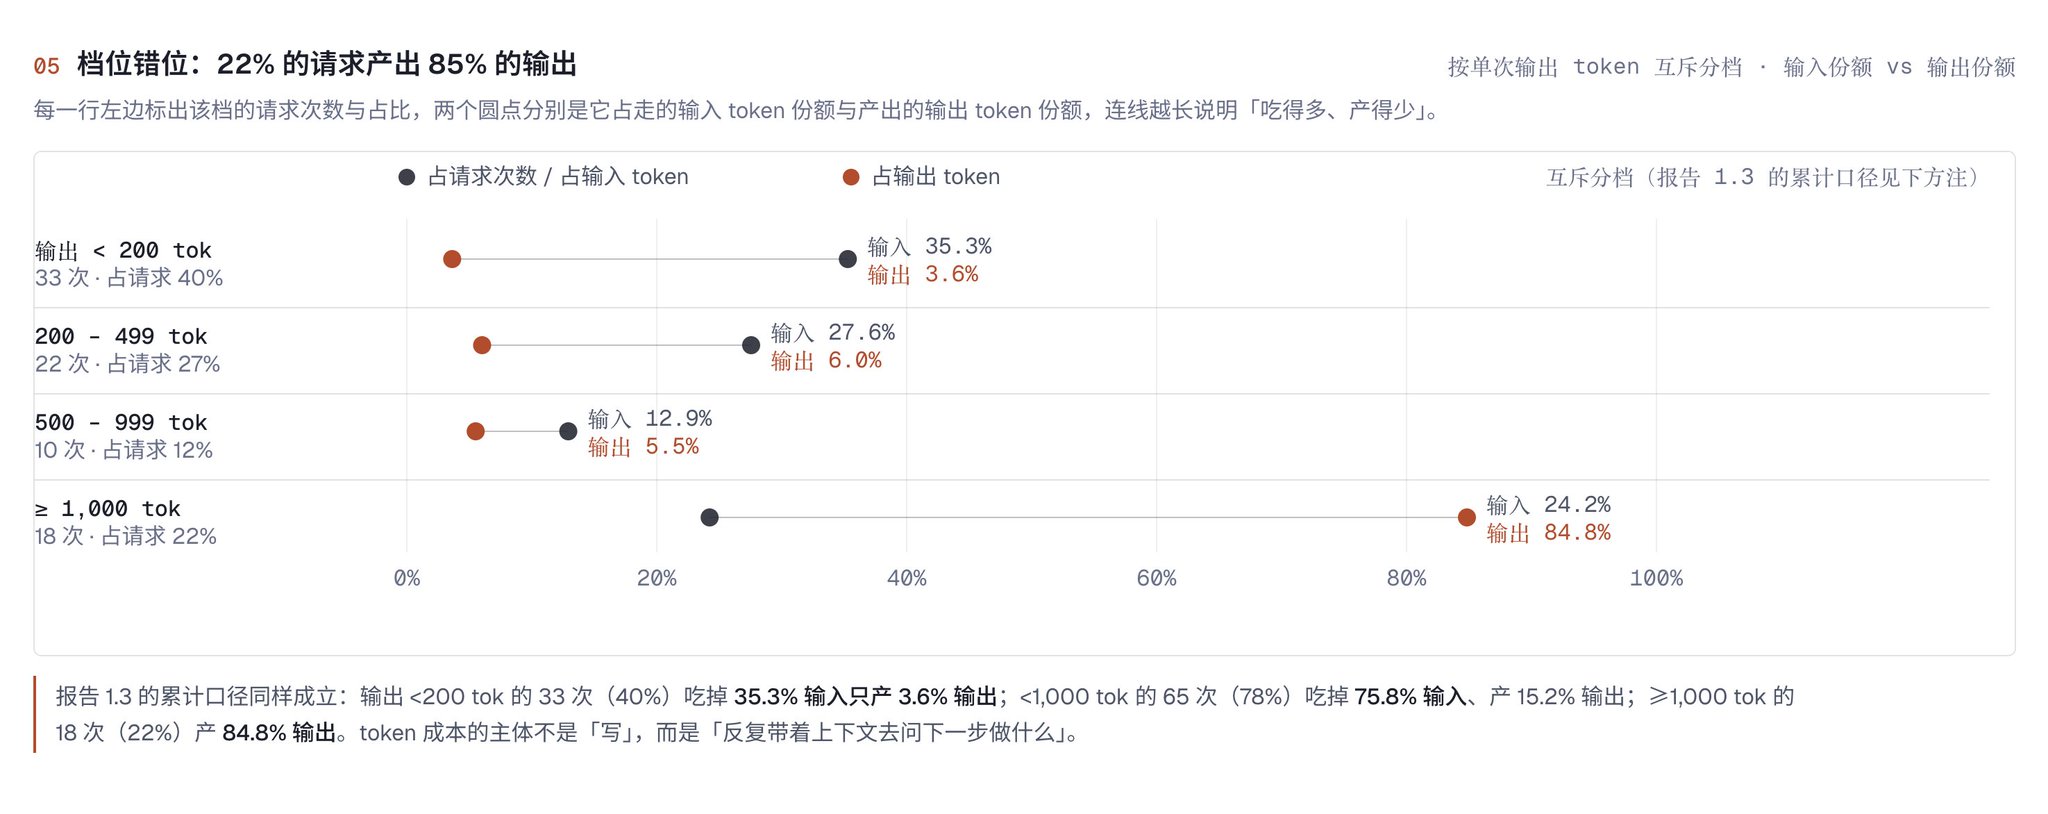 05 档位错位：22% 的请求产出 85% 的输出
按单次输出 token 互斥分档 · 输入份额 vs 输出份额
每一行左边标出该档的请求次数与占比，两个圆点分别是它占走的输入 token 份额与产出的输出 token 份额，连线越长说明「吃得多、产得少」。
占请求次数 / 占输入 token
占输出 token
互斥分档（报告 1.3 的累计口径见下方注）
输出 < 200 tok
33 次 · 占请求 40%
输入 35.3%
输出 3.6%
200 – 499 tok
22 次 · 占请求 27%
输入 27.6%
输出 6.0%
500 – 999 tok
10 次 · 占请求 12%
输入 12.9%
输出 5.5%
≥ 1,000 tok
18 次 · 占请求 22%
输入 24.2%
输出 84.8%
0% 20% 40% 60% 80% 100%
报告 1.3 的累计口径同样成立：输出 <200 tok 的 33 次（40%）吃掉 35.3% 输入只产 3.6% 输出；<1,000 tok 的 65 次（78%）吃掉 75.8% 输入、产 15.2% 输出；≥1,000 tok 的
18 次（22%）产 84.8% 输出。token 成本的主体不是「写」，而是「反复带着上下文去问下一步做什么」。